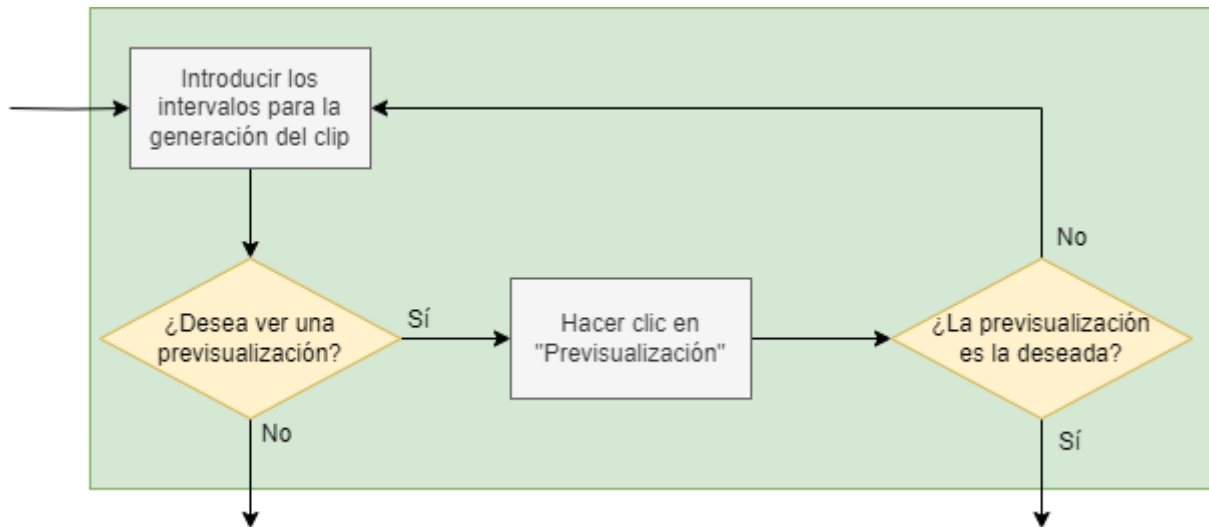 Introducir los
intervalos para la
generación del clip
No
¿Desea ver una
previsualización?
Sí
Hacer clic en
"Previsualización"
¿La previsualización
es la deseada?
No
Sí